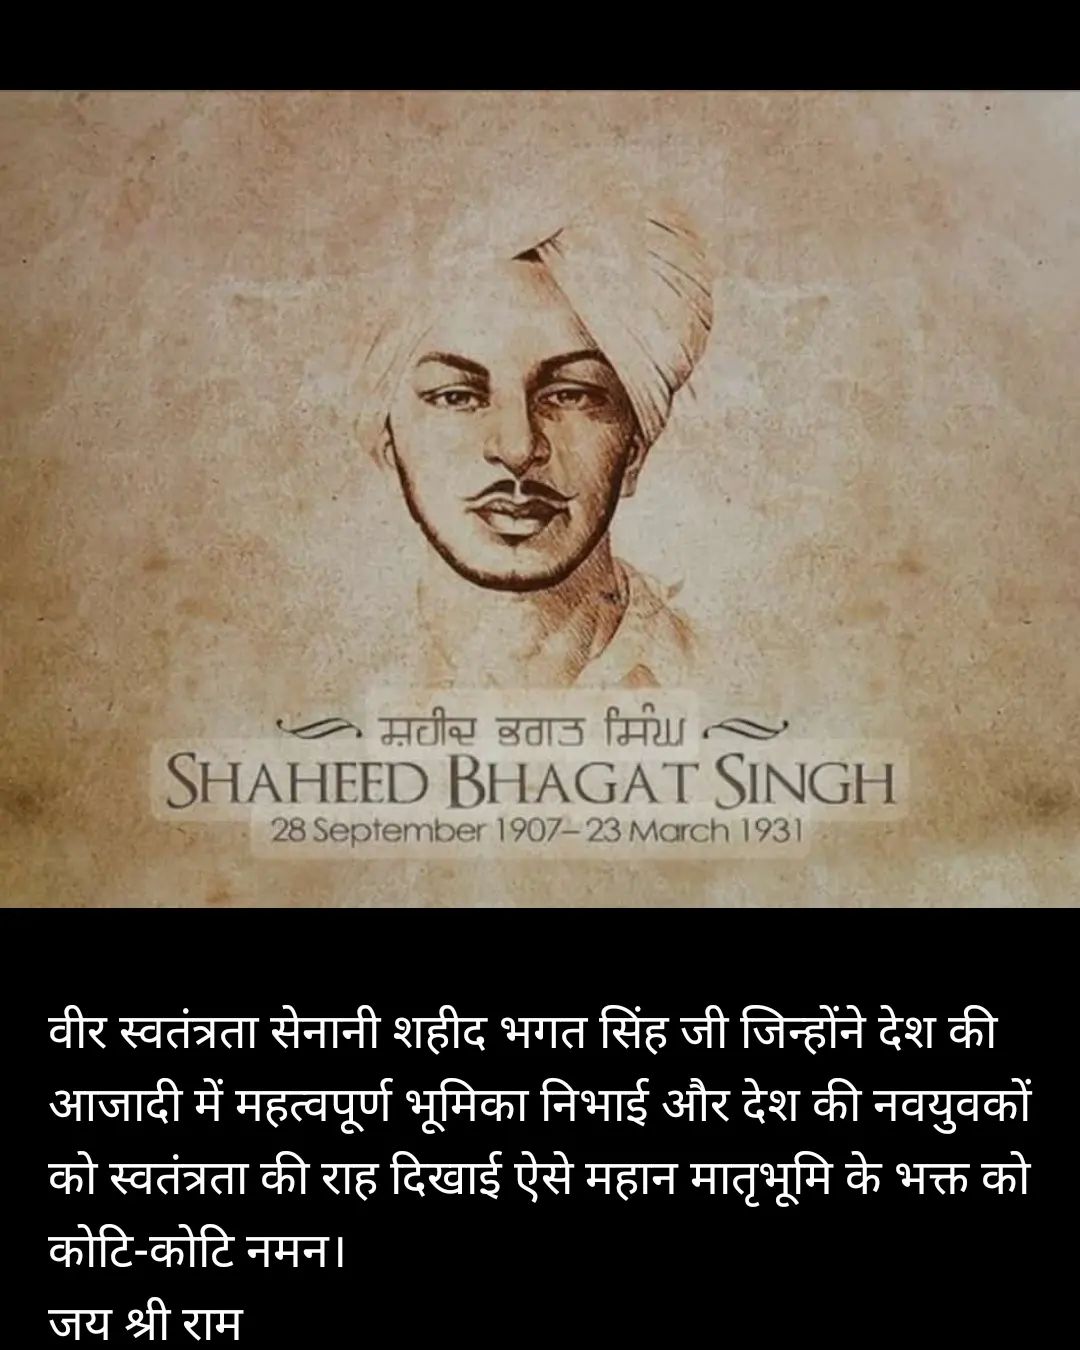 ਸ਼ਹੀਦ ਭਗਤ ਸਿੰਘ
SHAHEED BHAGAT SINGH
28 September 1907–23 March 1931
वीर स्वतंत्रता सेनानी शहीद भगत सिंह जी जिन्होंने देश की
आजादी में महत्वपूर्ण भूमिका निभाई और देश की नवयुवकों
को स्वतंत्रता की राह दिखाई ऐसे महान मातृभूमि के भक्त को
कोटि-कोटि नमन।
जय श्री राम